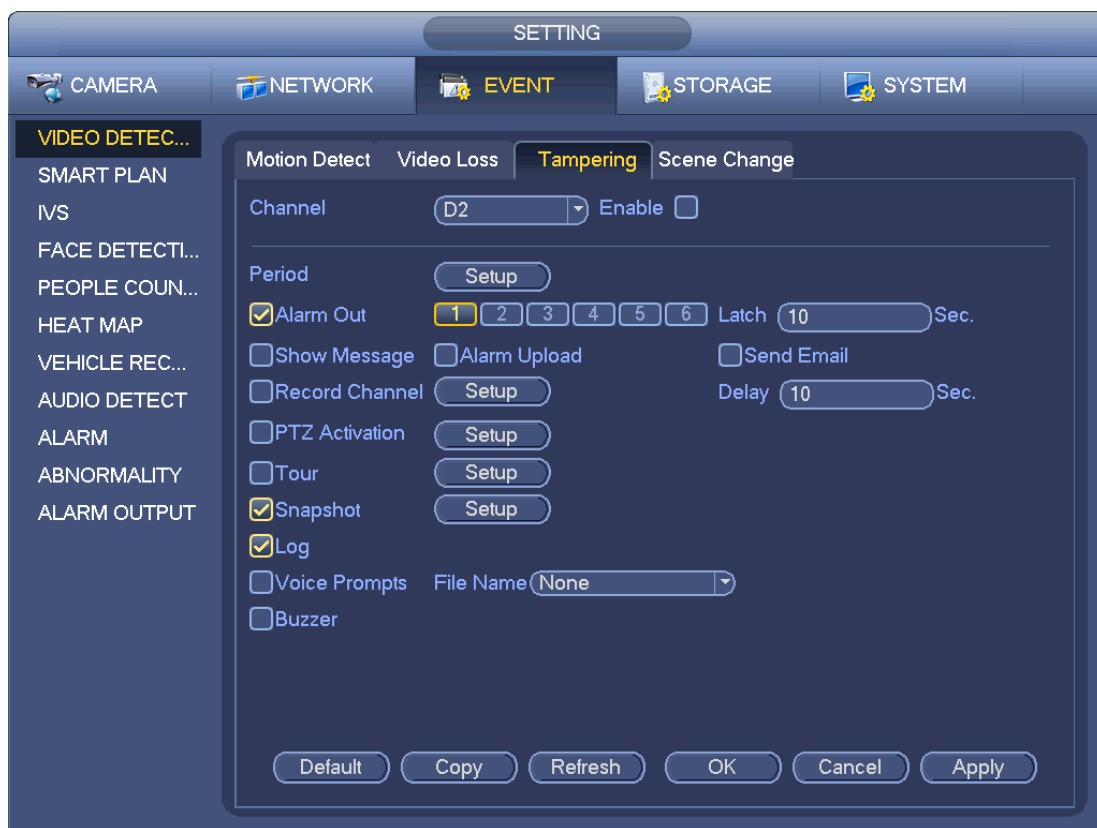 SETTING
CAMERA NETWORK EVENT STORAGE SYSTEM
VIDEO DETEC...
SMART PLAN
IVS
FACE DETECTI...
PEOPLE COUN...
HEAT MAP
VEHICLE REC...
AUDIO DETECT
ALARM
ABNORMALITY
ALARM OUTPUT
Motion Detect Video Loss Tampering Scene Change
Channel D2 Enable
Period Setup
Alarm Out 1 2 3 4 5 6 Latch 10 Sec.
Show Message Alarm Upload Send Email
Record Channel Setup Delay 10 Sec.
PTZ Activation Setup
Tour Setup
Snapshot Setup
Log
Voice Prompts File Name None
Buzzer
Default Copy Refresh OK Cancel Apply